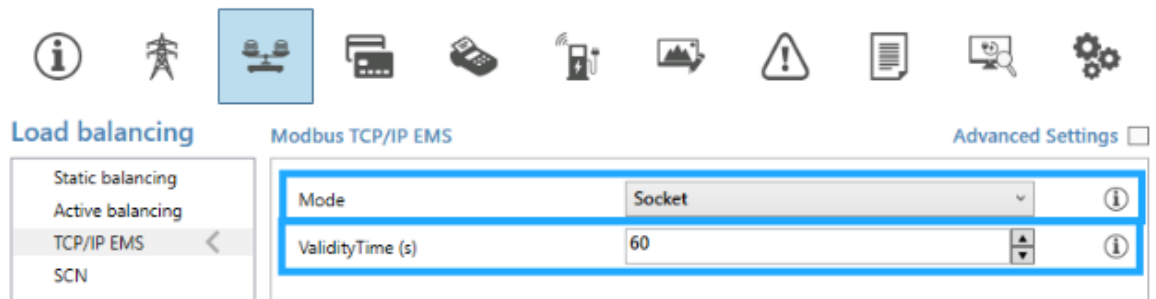 Load balancing
Modbus TCP/IP EMS
Advanced Settings
Static balancing
Active balancing
TCP/IP EMS
SCN
Mode
Socket
ValidityTime (s)
60